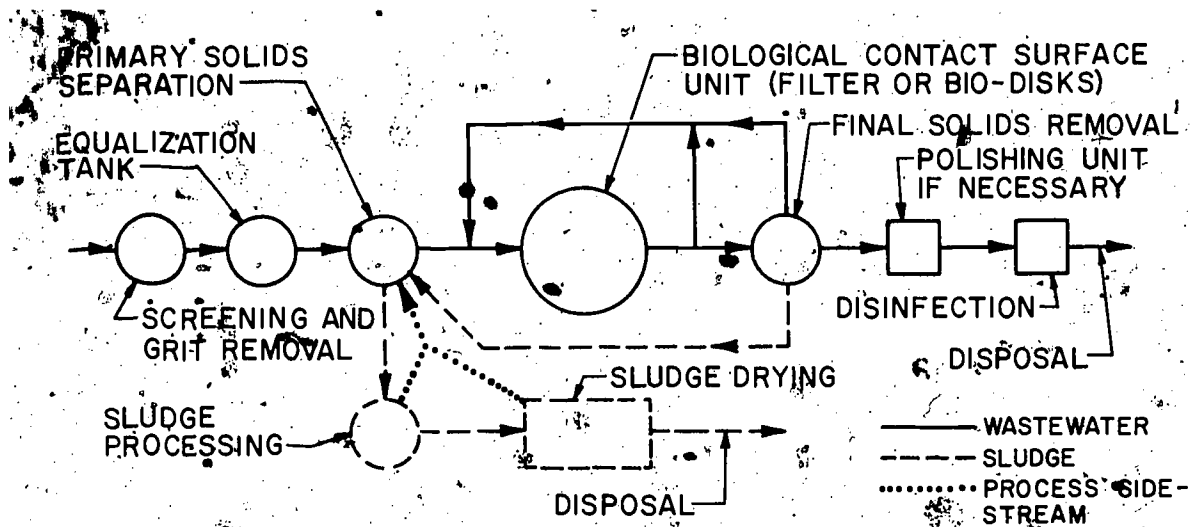 PRIMARY SOLIDS
SEPARATION
BIOLOGICAL CONTACT SURFACE
UNIT (FILTER OR BIO-DISKS)
EQUALIZATION
TANK
FINAL SOLIDS REMOVAL
POLISHING UNIT
IF NECESSARY
SCREENING AND
GRIT REMOVAL
DISINFECTION
DISPOSAL
SLUDGE DRYING
SLUDGE
PROCESSING
DISPOSAL
WASTEWATER
SLUDGE
PROCESS SIDE-
STREAM